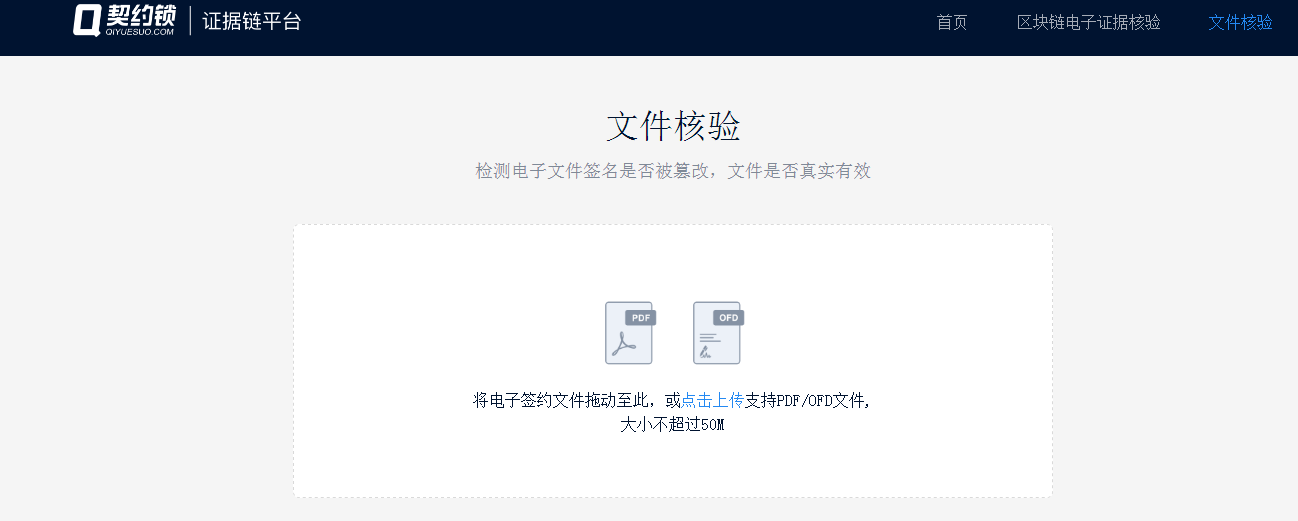 契约锁 QIYUESUO.COM 证据链平台 首页 区块链电子证据核验 文件核验
文件核验
检测电子文件签名是否被篡改，文件是否真实有效
PDF OFD
将电子签约文件拖动至此，或点击上传支持PDF/OFD文件,
大小不超过50M